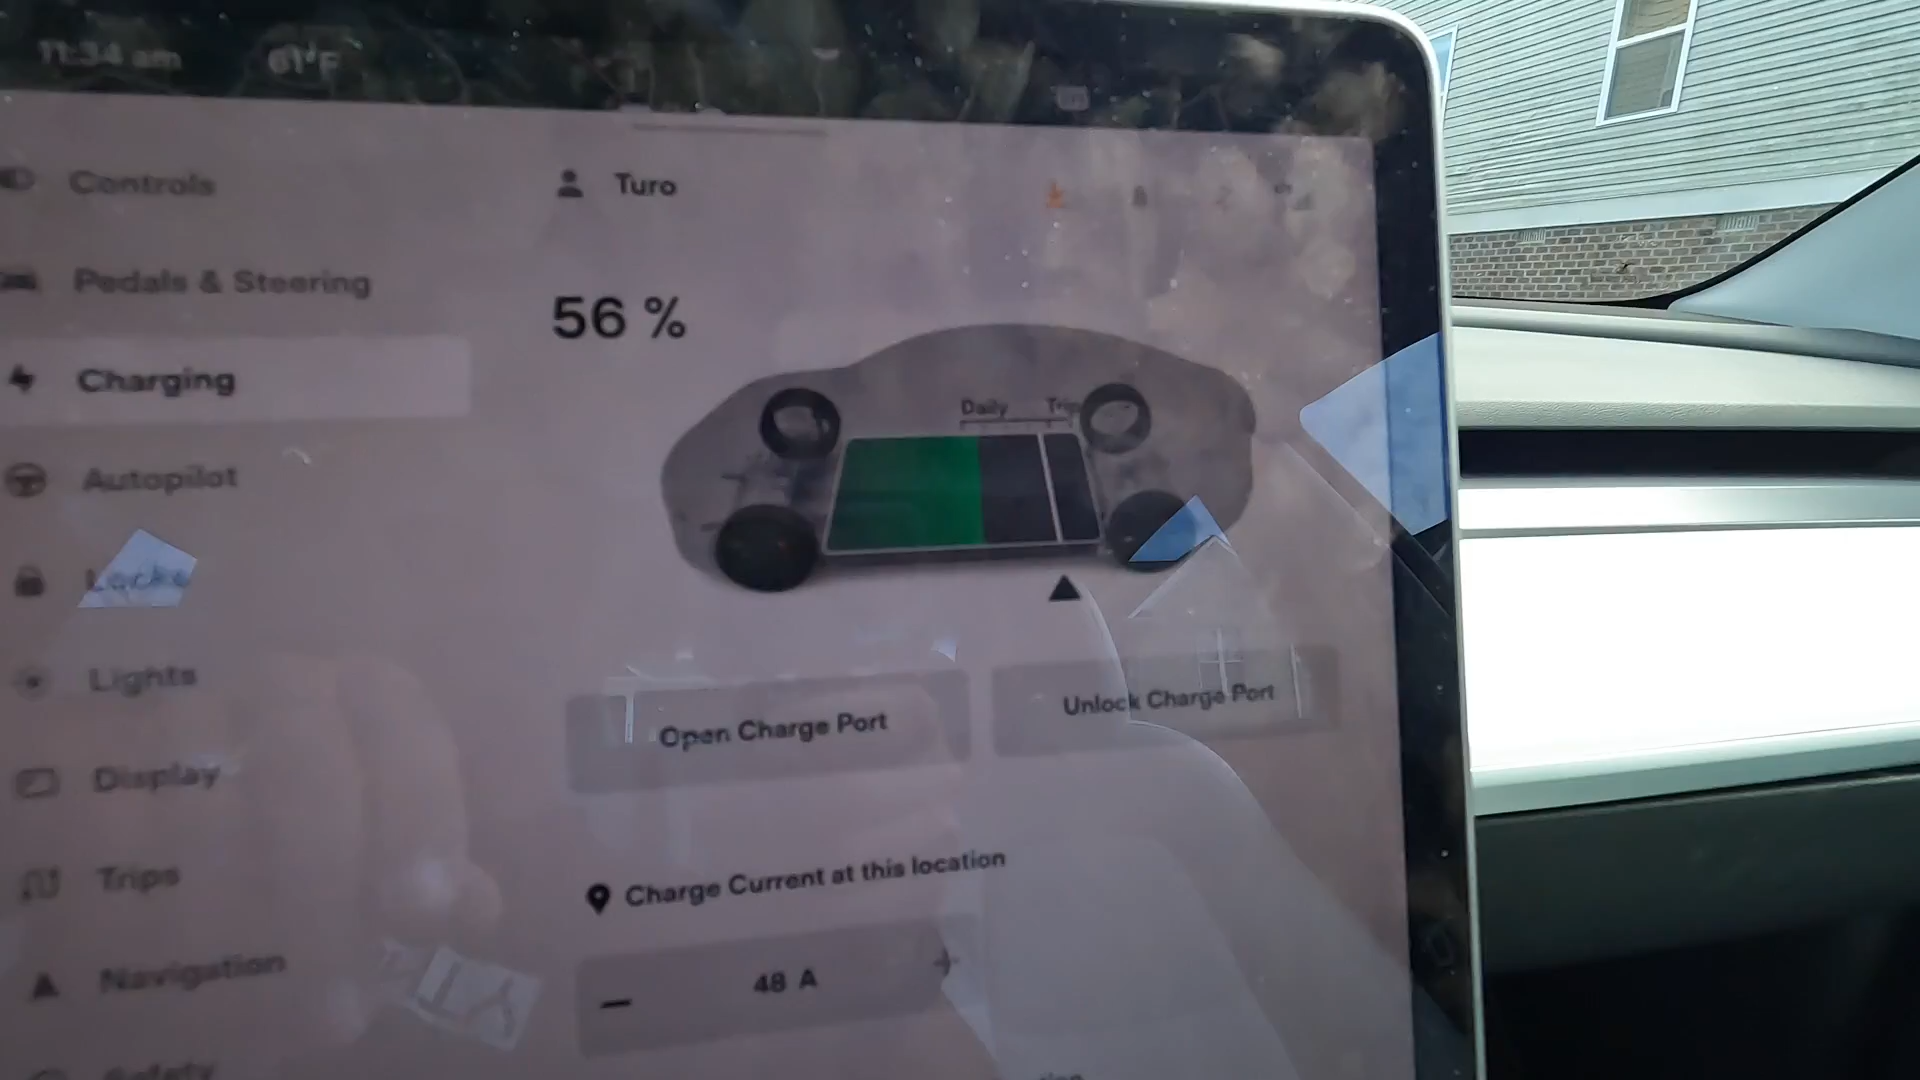 11:34 am 61°F
Controls
Turo
Pedals & Steering
56 %
Charging
Daily Trip
Autopilot
Locks
Lights
Unlock Charge Port
Open Charge Port
Display
Trips
Charge Current at this location
Navigation
48 A
Safety